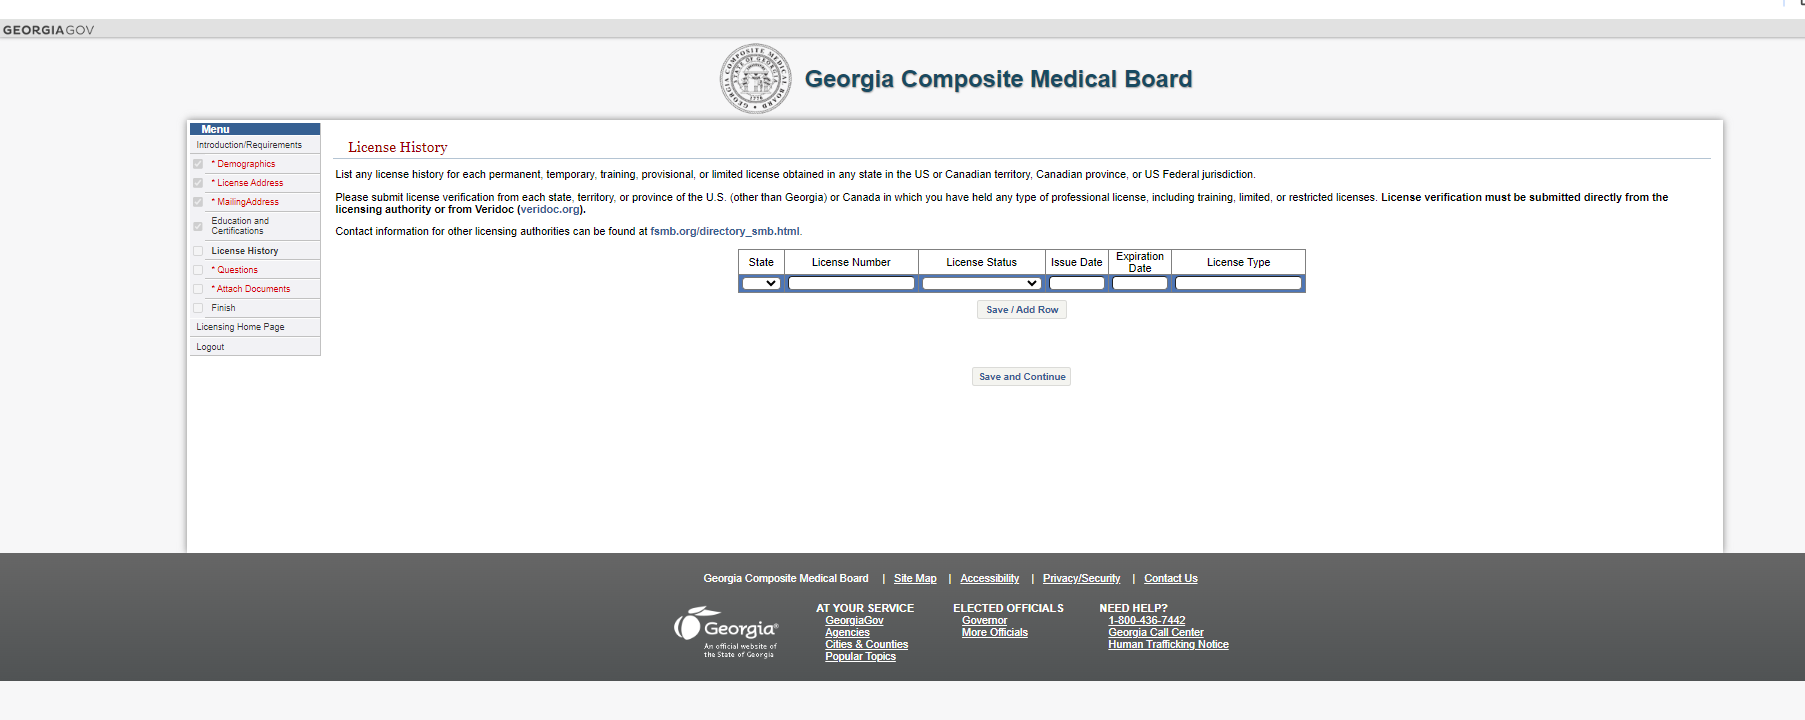 GEORGIAGOV
Georgia Composite Medical Board
Menu
Introduction/Requirements
* Demographics
* License Address
* MailingAddress
Education and
Certifications
License History
* Questions
* Attach Documents
Finish
Licensing Home Page
Logout
License History
List any license history for each permanent, temporary, training, provisional, or limited license obtained in any state in the US or Canadian territory, Canadian province, or US Federal jurisdiction.
Please submit license verification from each state, territory, or province of the U.S. (other than Georgia) or Canada in which you have held any type of professional license, including training, limited, or restricted licenses. License verification must be submitted directly from the
licensing authority or from Veridoc (veridoc.org).
Contact information for other licensing authorities can be found at fsmb.org/directory_smb.html.
State License Number License Status Issue Date Expiration Date License Type
Save / Add Row
Save and Continue
Georgia Composite Medical Board | Site Map | Accessibility | Privacy/Security | Contact Us
Georgia®
An official website of
the State of Georgia
AT YOUR SERVICE
GeorgiaGov
Agencies
Cities & Counties
Popular Topics
ELECTED OFFICIALS
Governor
More Officials
NEED HELP?
1-800-436-7442
Georgia Call Center
Human Trafficking Notice